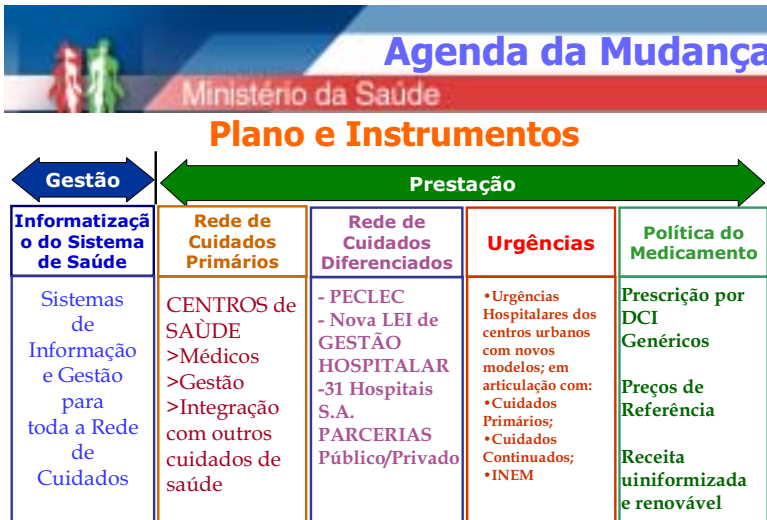 Agenda da Mudança
Ministério da Saúde
Plano e Instrumentos
Gestão
Prestação
Informatizaçã
o do Sistema
de Saúde
Rede de
Cuidados
Primários
Rede de
Cuidados
Diferenciados
Urgências
Política do
Medicamento
Sistemas
de
Informação
e Gestão
para
toda a Rede
de
Cuidados
CENTROS de
SAÙDE
>Médicos
>Gestão
>Integração
com outros
cuidados de
saúde
- PECLEC
- Nova LEI de
GESTÃO
HOSPITALAR
-31 Hospitais
S.A.
PARCERIAS
Público/Privado
•Urgências
Hospitalares dos
centros urbanos
com novos
modelos; em
articulação com:
•Cuidados
Primários;
•Cuidados
Continuados;
•INEM
Prescrição por
DCI
Genéricos
Preços de
Referência
Receita
uiniformizada
e renovável